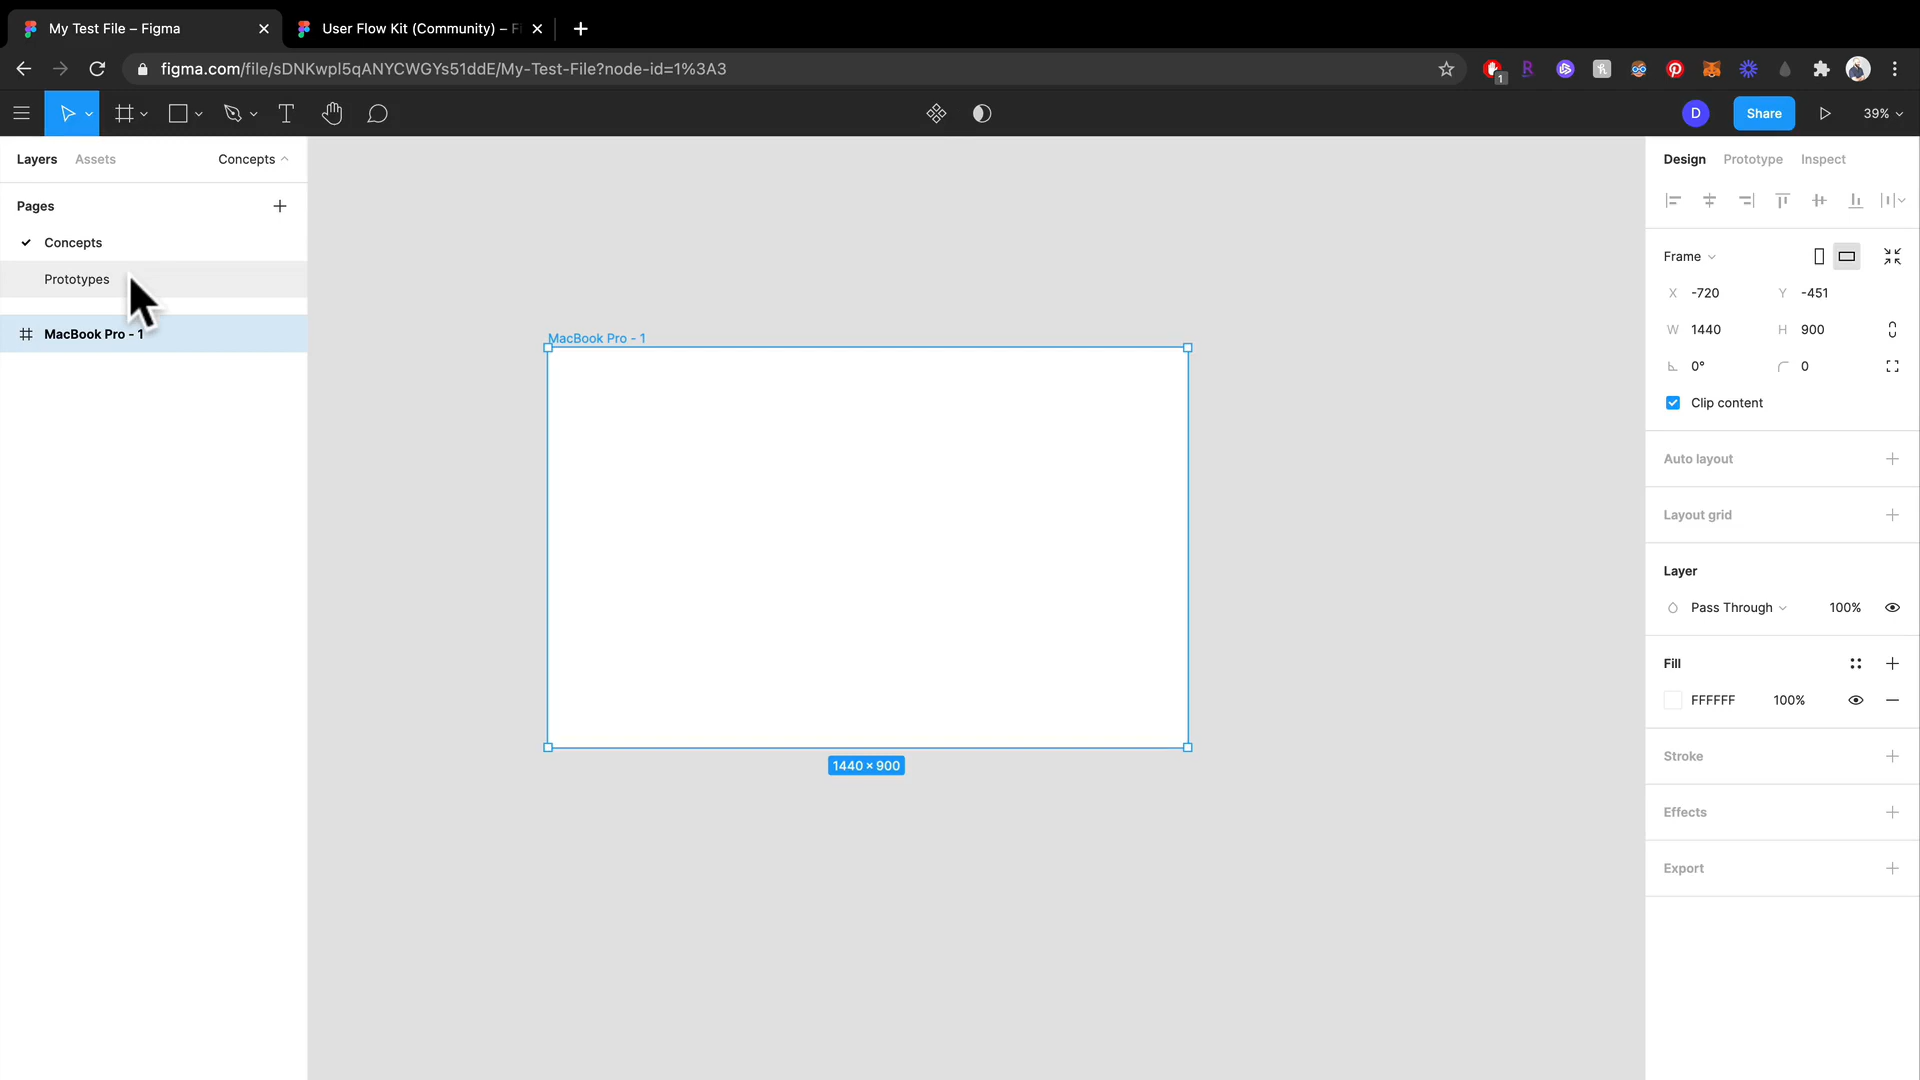 My Test File – Figma
User Flow Kit (Community) – F
figma.com/file/sDNKwpl5qANYCWGYs51ddE/My-Test-File?node-id=1%3A3
1
D
Share
39%
Layers
Assets
Concepts
Pages
Concepts
Prototypes
MacBook Pro - 1
MacBook Pro - 1
1440 × 900
Design
Prototype
Inspect
Frame
X -720
Y -451
W 1440
H 900
0°
0
Clip content
Auto layout
Layout grid
Layer
Pass Through
100%
Fill
FFFFFF
100%
Stroke
Effects
Export